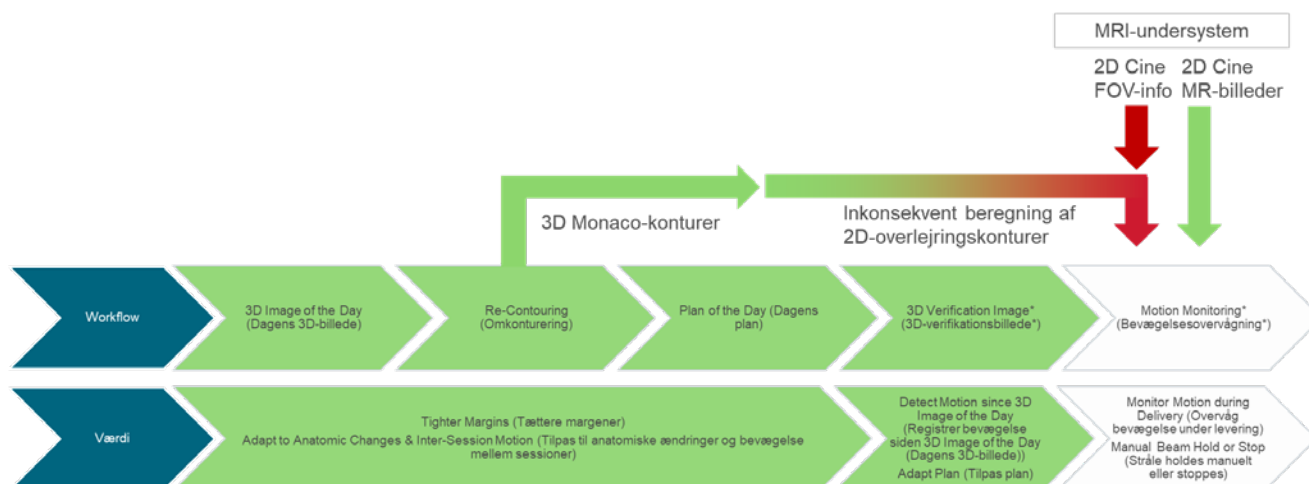 MRI-undersystem
2D Cine
FOV-info
2D Cine
MR-billeder
3D Monaco-konturer
Inkonsekvent beregning af
2D-overlejringskonturer
Workflow
3D Image of the Day
(Dagens 3D-billede)
Re-Contouring
(Omkonturering)
Plan of the Day (Dagens
plan)
3D Verification Image*
(3D-verifikationsbillede*)
Motion Monitoring*
(Bevægelsesovervågning*)
Værdi
Tighter Margins (Tættere margener)
Adapt to Anatomic Changes & Inter-Session Motion (Tilpas til anatomiske ændringer og bevægelse
mellem sessioner)
Detect Motion since 3D
Image of the Day
(Registrer bevægelse
siden 3D Image of the Day
(Dagens 3D-billede))
Adapt Plan (Tilpas plan)
Monitor Motion during
Delivery (Overvåg
bevægelse under levering)
Manual Beam Hold or Stop
(Stråle holdes manuelt
eller stoppes)